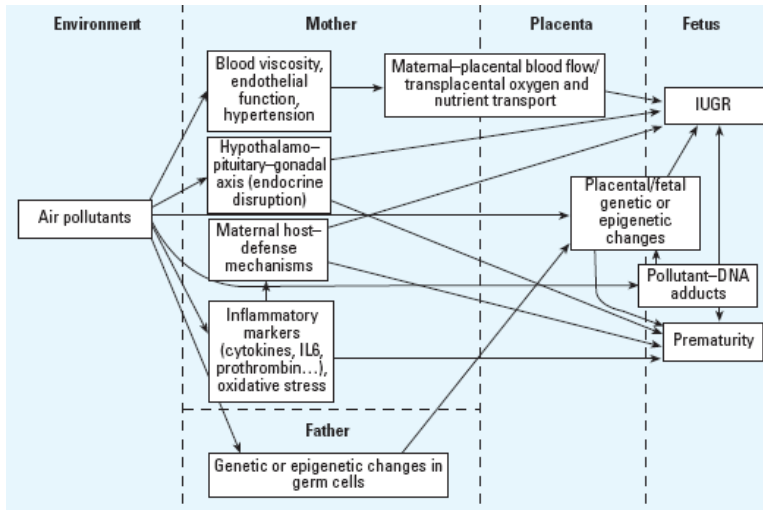 Environment
Mother
Placenta
Fetus
Blood viscosity,
endothelial
function,
hypertension
Maternal–placental blood flow/
transplacental oxygen and
nutrient transport
IUGR
Hypothalamo–
pituitary–gonadal
axis (endocrine
disruption)
Placental/fetal
genetic or
epigenetic
changes
Air pollutants
Maternal host–
defense
mechanisms
Pollutant–DNA
adducts
Inflammatory
markers
(cytokines, IL6,
prothrombin…),
oxidative stress
Prematurity
Father
Genetic or epigenetic changes in
germ cells